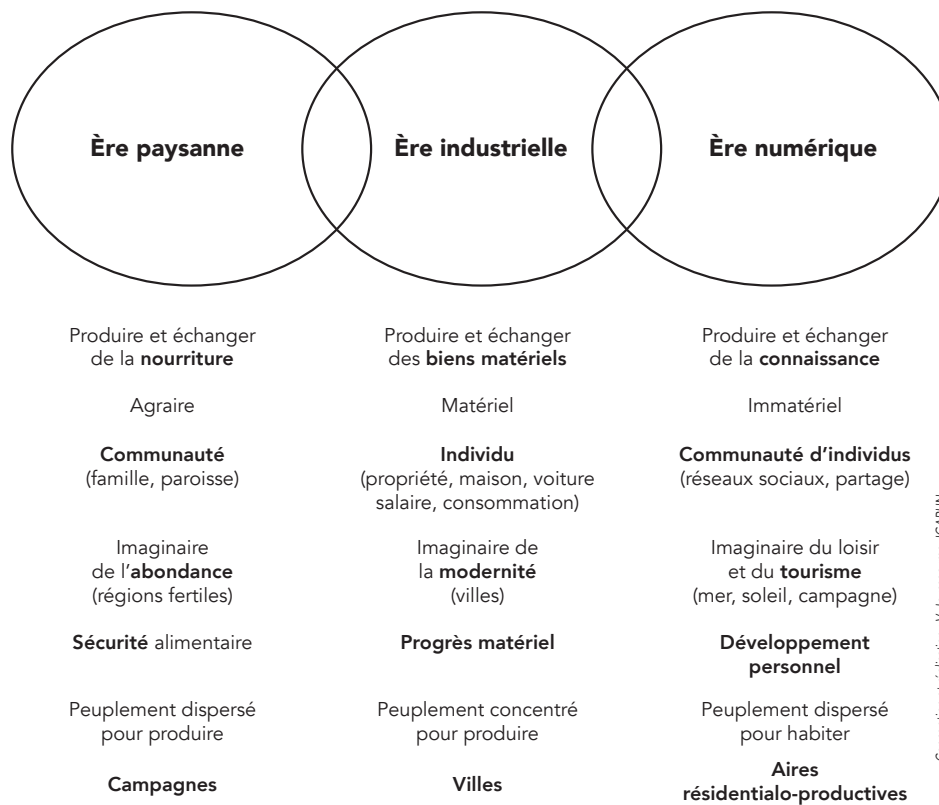 Ère paysanne
Ère industrielle
Ère numérique
Produire et échanger
de la nourriture
Produire et échanger
des biens matériels
Produire et échanger
de la connaissance
Agraire
Matériel
Immatériel
Communauté
(famille, paroisse)
Individu
(propriété, maison, voiture
salaire, consommation)
Communauté d’individus
(réseaux sociaux, partage)
Imaginaire
de l’abondance
(régions fertiles)
Imaginaire de
la modernité
(villes)
Imaginaire du loisir
et du tourisme
(mer, soleil, campagne)
Sécurité alimentaire
Progrès matériel
Développement
personnel
Peuplement dispersé
pour produire
Peuplement concentré
pour produire
Peuplement dispersé
pour habiter
Campagnes
Villes
Aires
résidentialo-productives